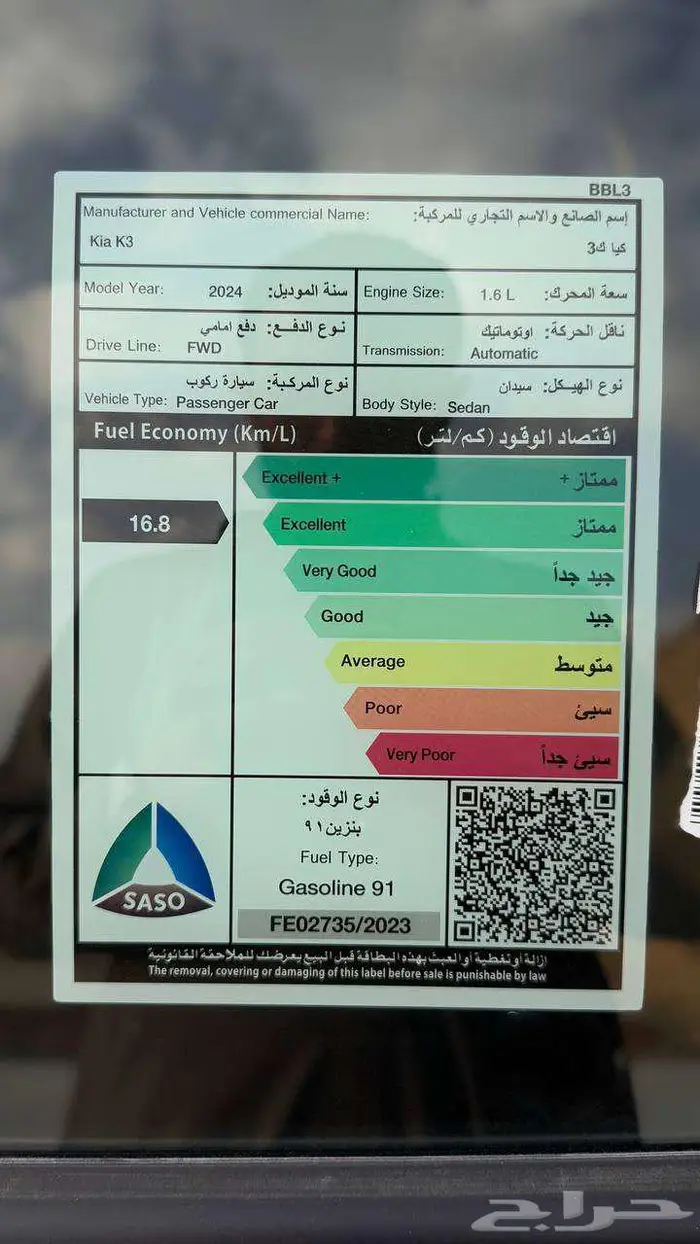 BBL3
Manufacturer and Vehicle commercial Name: إسم الصانع والاسم التجاري للمركبة:
Kia K3 كيا ك3
Model Year: 2024 سنة الموديل:
Engine Size: 1.6 L سعة المحرك:
نـوع الدفــع: دفع امامي
Drive Line: FWD
ناقل الحركة: اوتوماتيك
Transmission: Automatic
نوع المركـبة: سيارة ركوب
Vehicle Type: Passenger Car
نوع الهيـكل: سيدان
Body Style: Sedan
Fuel Economy (Km/L) اقتصاد الوقود (كم/لتر)
Excellent + ممتاز +
16.8
Excellent ممتاز
Very Good جيد جداً
Good جيد
Average متوسط
Poor سيئ
Very Poor سيئ جداً
نوع الوقود:
بنزين ٩١
Fuel Type:
Gasoline 91
FE02735/2023
SASO
إزالة أو تغطية أو العبث بهذه البطاقة قبل البيع يعرضك للملاحقة القانونية
The removal, covering or damaging of this label before sale is punishable by law
حراج